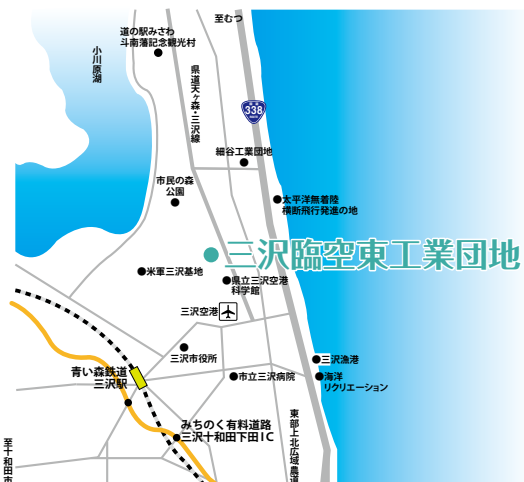 至むつ
道の駅みさわ
斗南藩記念観光村
小川原湖
県道天ヶ森・三沢線
338
細谷工業団地
市民の森
公園
太平洋無着陸
横断飛行発進の地
三沢臨空東工業団地
米軍三沢基地
県立三沢空港
科学館
三沢空港
三沢市役所
三沢漁港
青い森鉄道
三沢駅
市立三沢病院
海洋
リクリエーション
みちのく有料道路
三沢十和田下田IC
東部上北広域農道
至十和田市